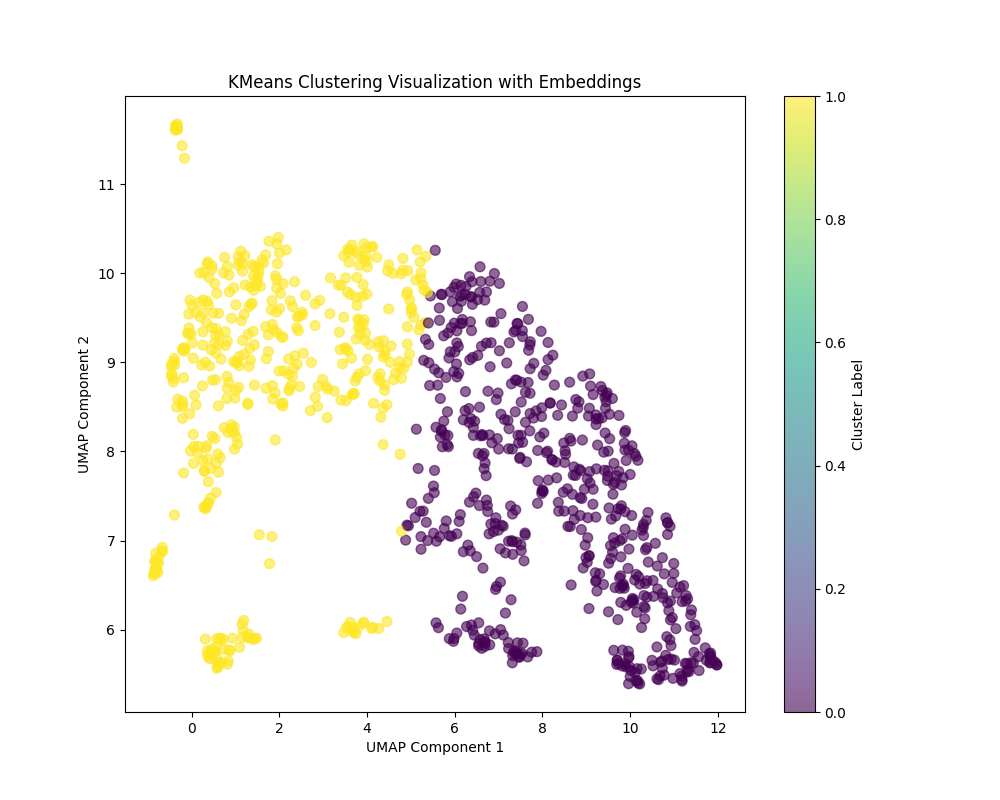 KMeans Clustering Visualization with Embeddings
UMAP Component 2
11
10
9
8
7
6
0 2 4 6 8 10 12
UMAP Component 1
1.0
0.8
0.6
0.4
0.2
0.0
Cluster Label